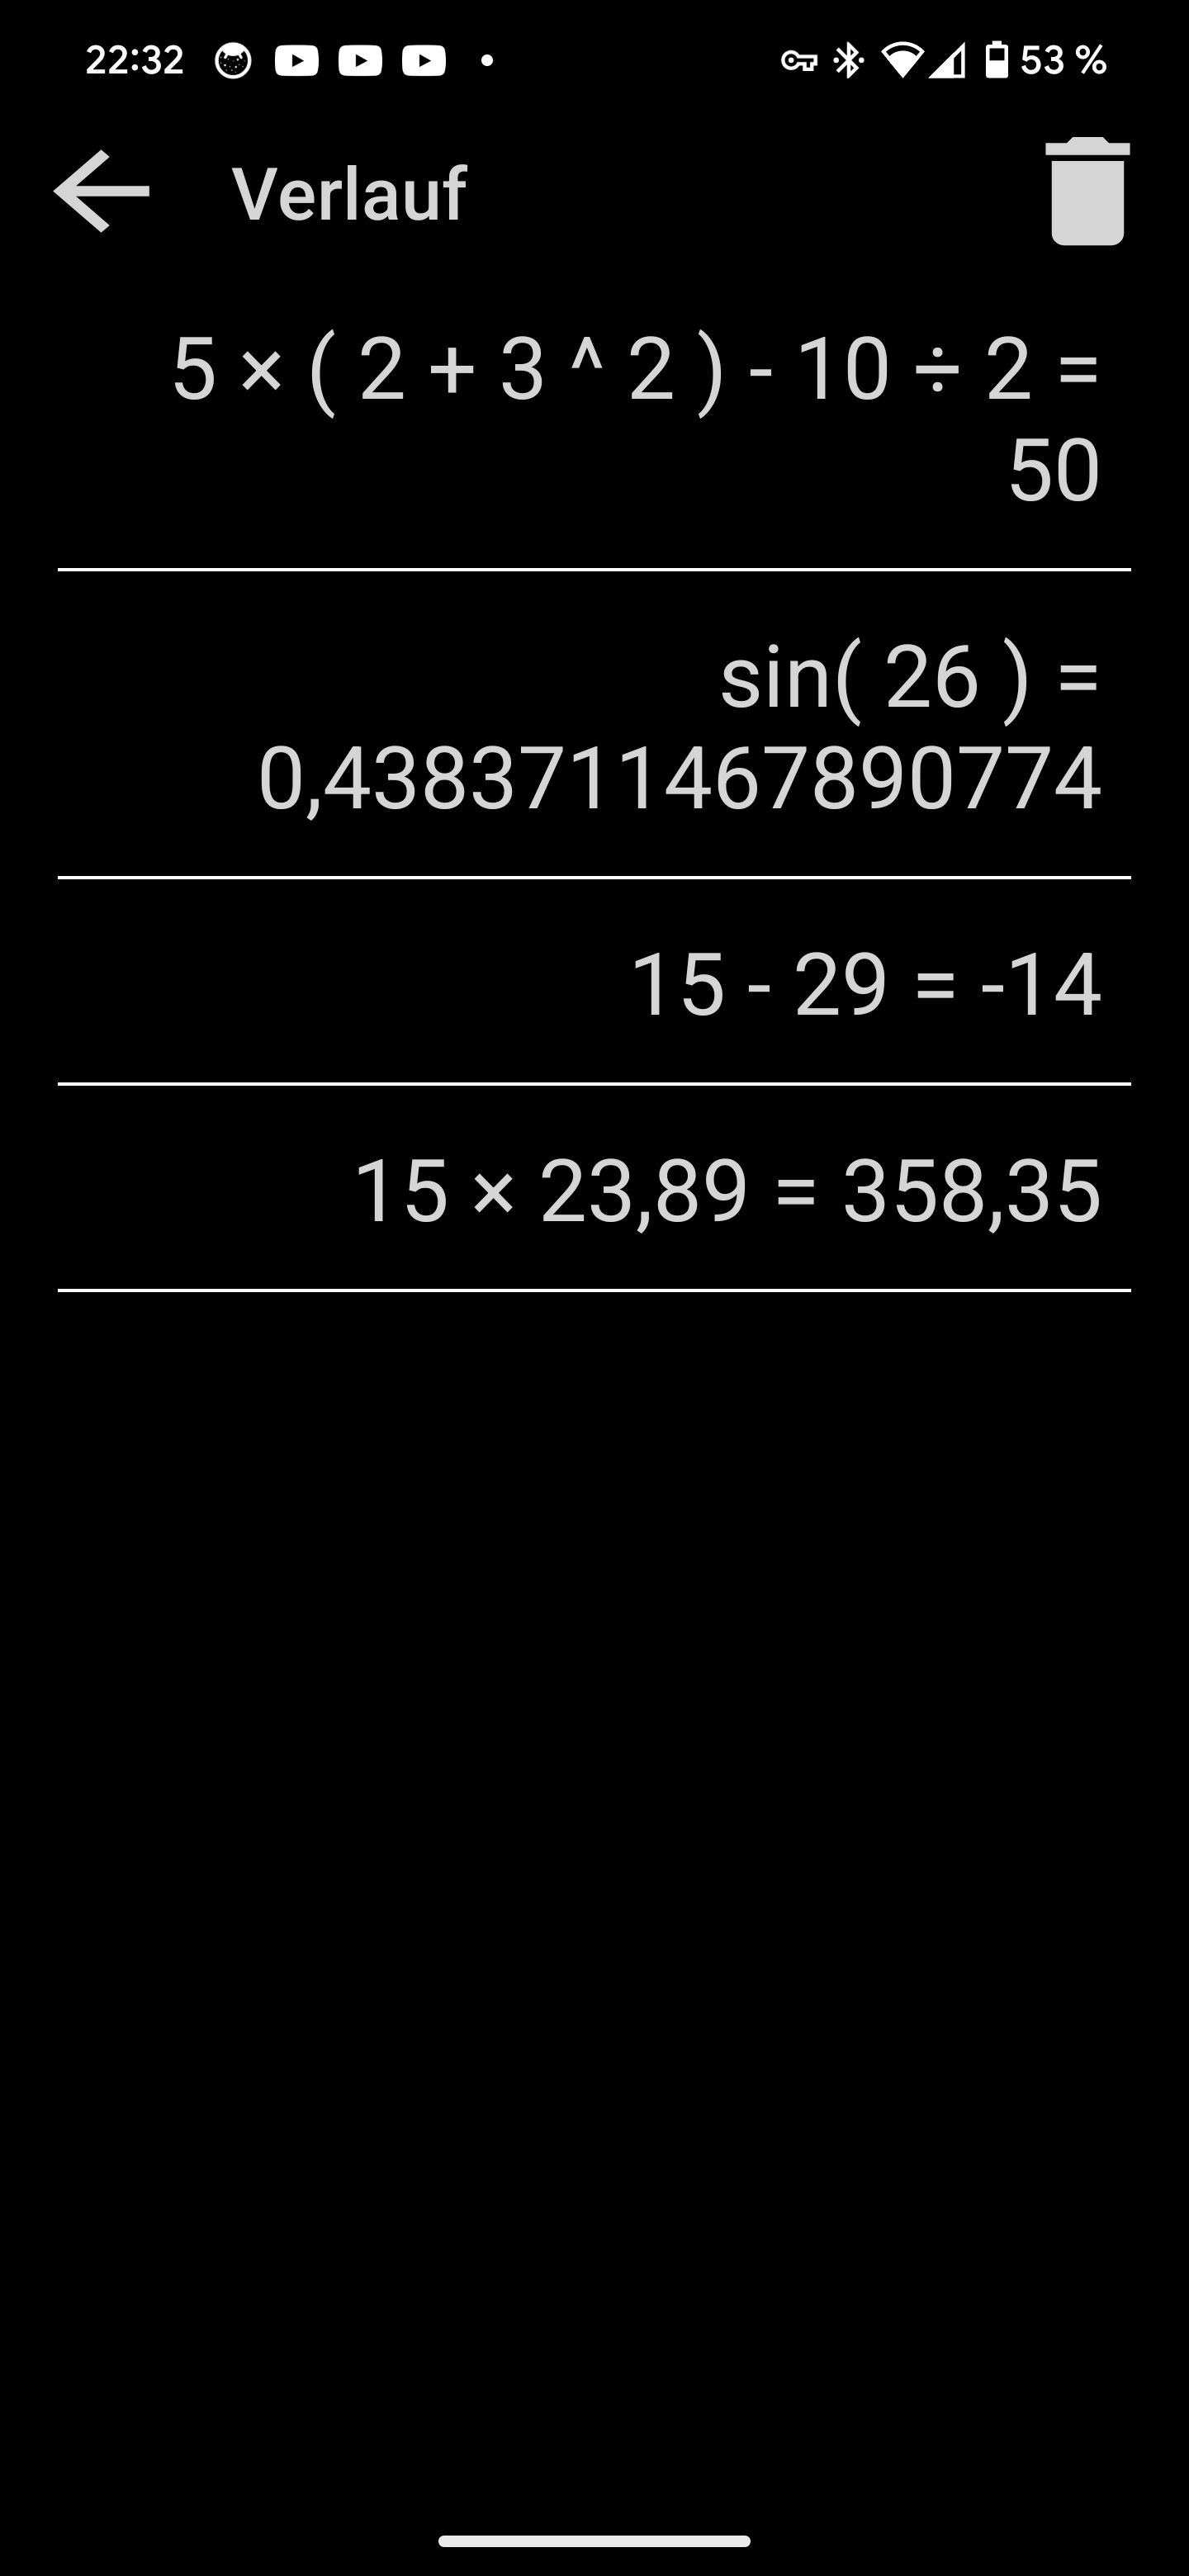 22:32
53 %
Verlauf
5 × ( 2 + 3 ^ 2 ) - 10 ÷ 2 =
50
sin( 26 ) =
0,4383711467890774
15 - 29 = -14
15 × 23,89 = 358,35